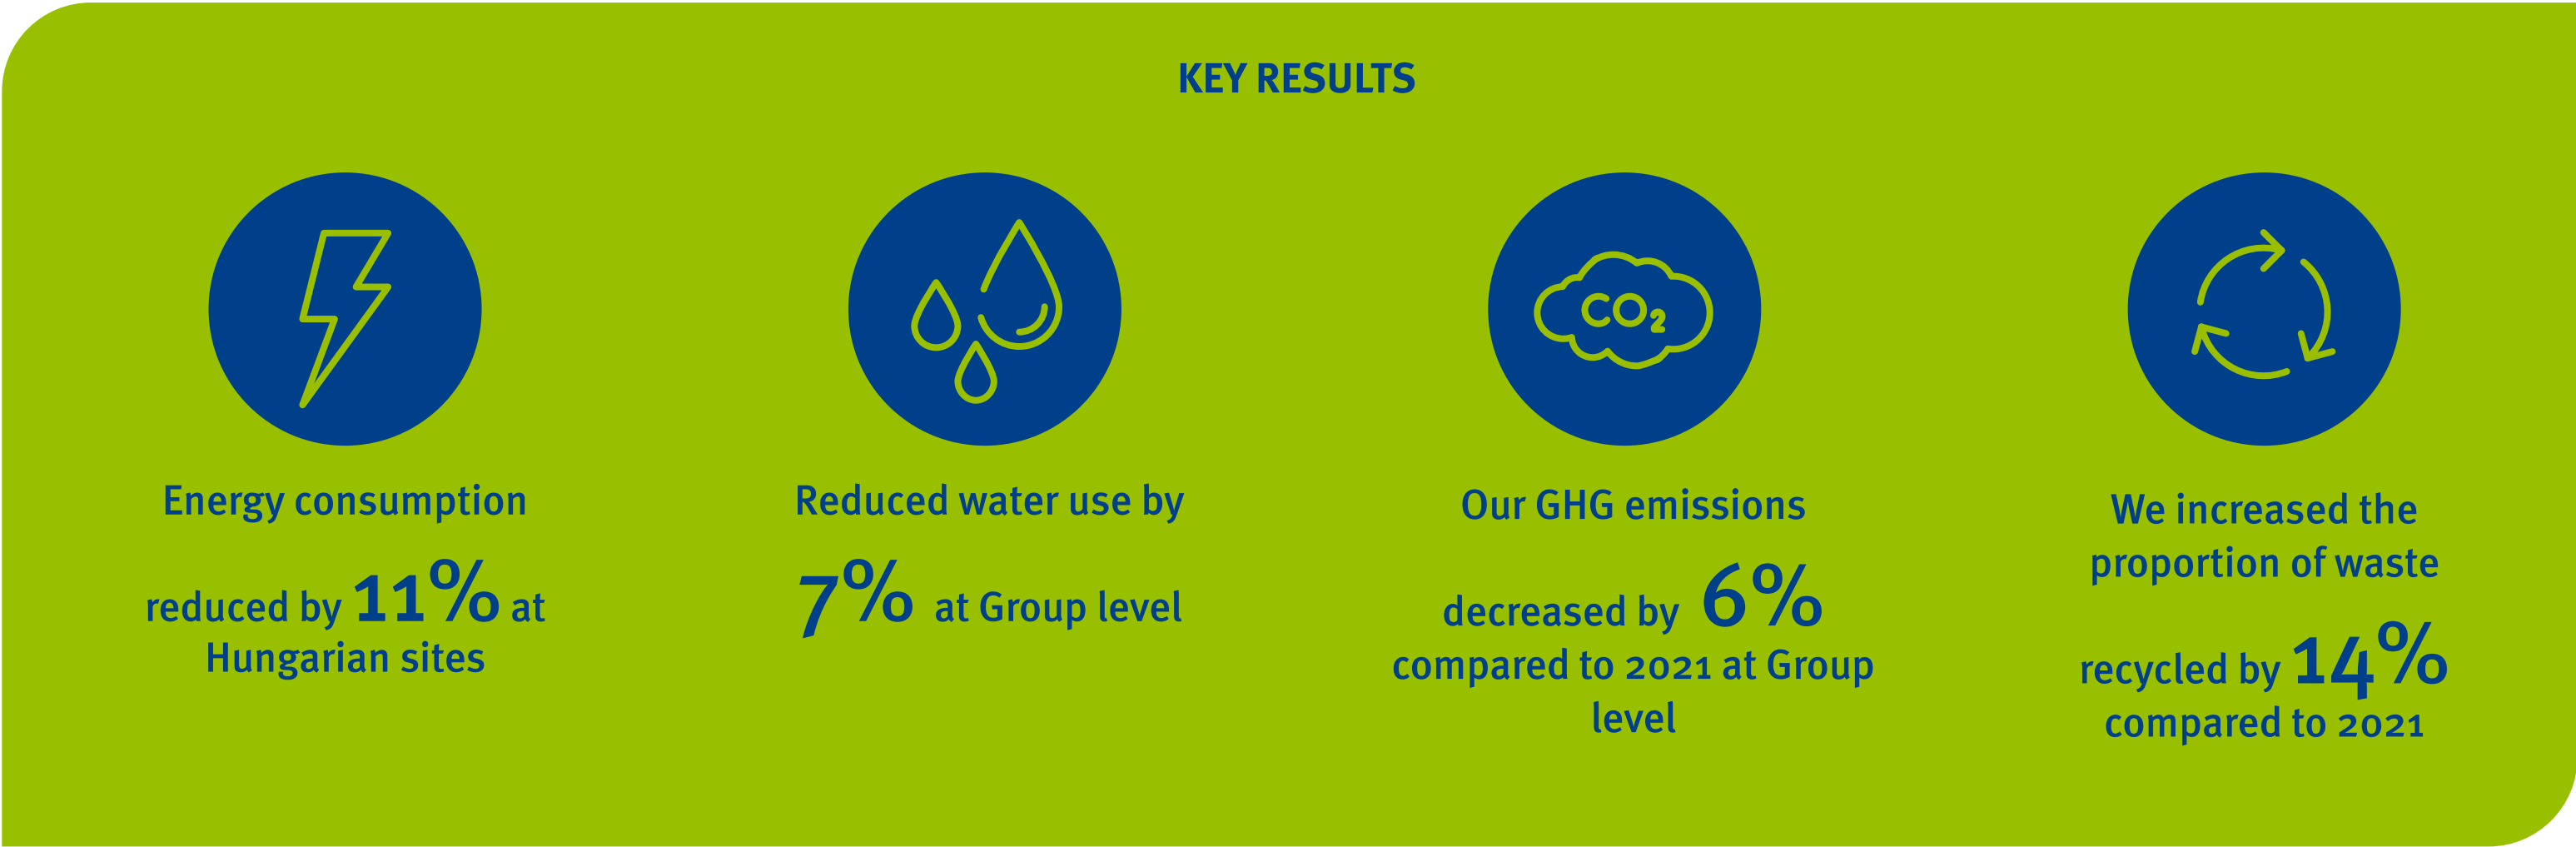 KEY RESULTS
CO₂
Energy consumption
reduced by 11% at
Hungarian sites
Reduced water use by
7% at Group level
Our GHG emissions
decreased by 6%
compared to 2021 at Group
level
We increased the
proportion of waste
recycled by 14%
compared to 2021